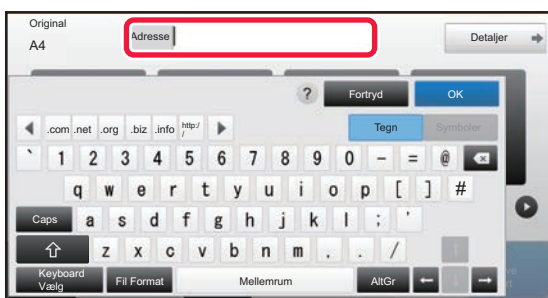 Original
A4
Adresse
Detaljer
? Fortryd OK
.com .net .org .biz .info http://
Tegn Symboler
` 1 2 3 4 5 6 7 8 9 0 - = @
q w e r t y u i o p [ ] #
Caps a s d f g h j k l ; '
z x c v b n m , . /
Keyboard
Vælg
Fil Format Mellemrum AltGr